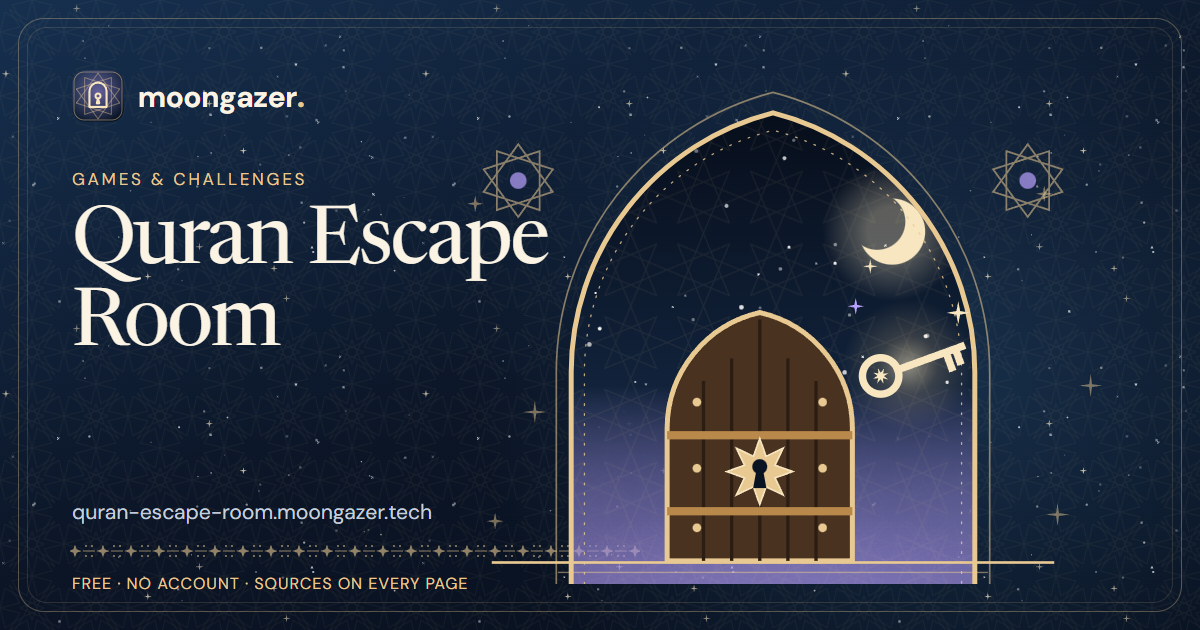 moongazer.
GAMES & CHALLENGES
Quran Escape
Room
quran-escape-room.moongazer.tech
FREE · NO ACCOUNT · SOURCES ON EVERY PAGE